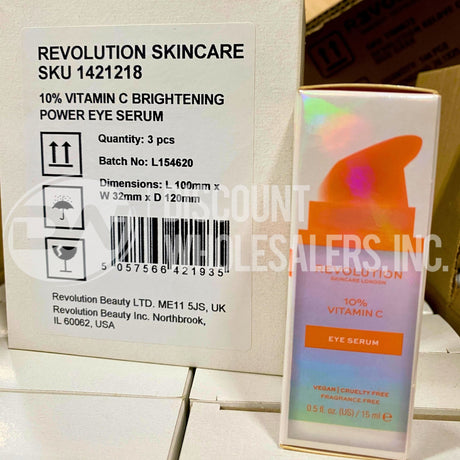 REVOLUTION SKINCARE
SKU 1421218
10% VITAMIN C BRIGHTENING
POWER EYE SERUM
Quantity: 3 pcs
Batch No: L154620
Dimensions: L 100mm x
W 32mm x D 120mm
5 057566 421935
Revolution Beauty LTD. ME11 5JS, UK
Revolution Beauty Inc. Northbrook,
IL 60062, USA
DISCOUNT
WHOLESALERS, INC.
REVOLUTION
SKINCARE LONDON
10%
VITAMIN C
EYE SERUM
VEGAN | CRUELTY FREE
FRAGRANCE FREE
0.5 fl. oz. (US) / 15 ml e